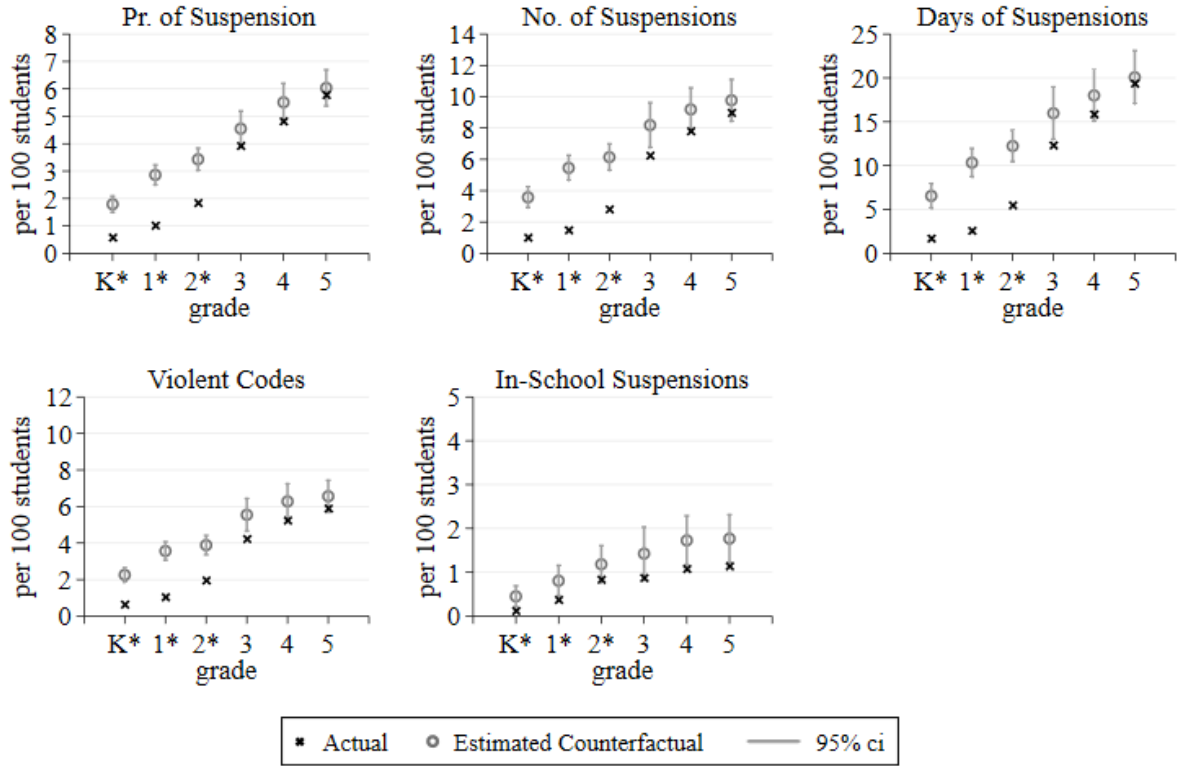 Pr. of Suspension
per 100 students
8
7
6
5
4
3
2
1
0
K* 1* 2* 3 4 5
grade
No. of Suspensions
per 100 students
14
12
10
8
6
4
2
0
K* 1* 2* 3 4 5
grade
Days of Suspensions
per 100 students
25
20
15
10
5
0
K* 1* 2* 3 4 5
grade
Violent Codes
per 100 students
12
10
8
6
4
2
0
K* 1* 2* 3 4 5
grade
In-School Suspensions
per 100 students
5
4
3
2
1
0
K* 1* 2* 3 4 5
grade
Actual Estimated Counterfactual 95% ci